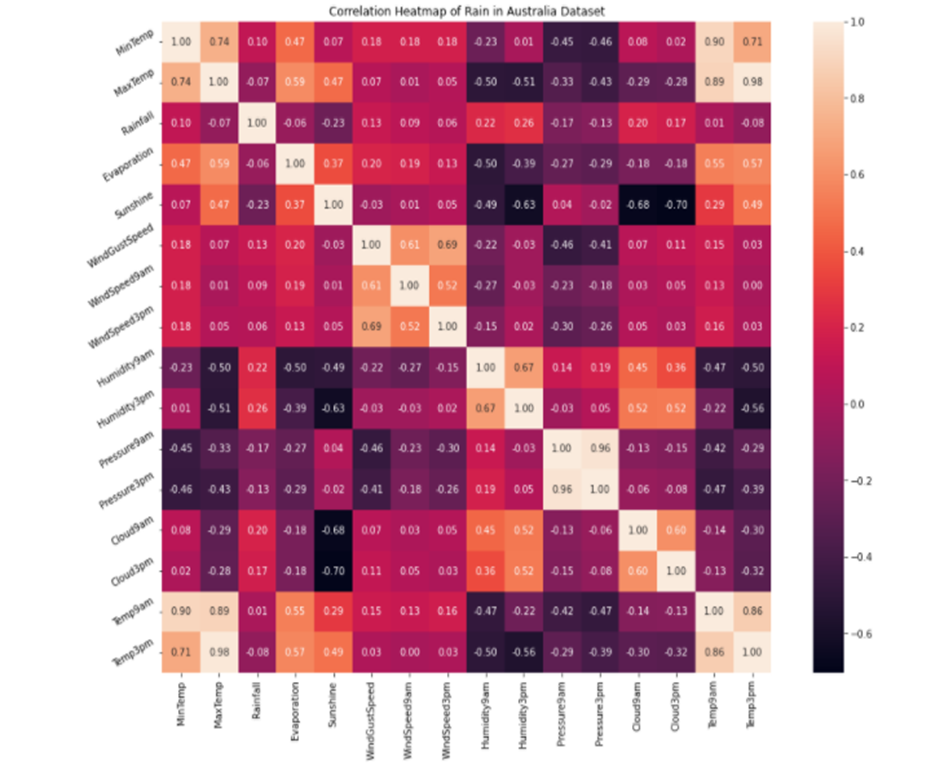 Correlation Heatmap of Rain in Australia Dataset
MinTemp 1.00 0.74 0.10 0.47 0.07 0.18 0.18 0.18 -0.23 0.01 -0.45 -0.46 0.08 0.02 0.90 0.71
MaxTemp 0.74 1.00 -0.07 0.59 0.47 0.07 0.01 0.05 -0.50 -0.51 -0.33 -0.43 -0.29 -0.28 0.89 0.98
Rainfall 0.10 -0.07 1.00 -0.06 -0.23 0.13 0.09 0.06 0.22 0.26 -0.17 -0.13 0.20 0.17 0.01 -0.08
Evaporation 0.47 0.59 -0.06 1.00 0.37 0.20 0.19 0.13 -0.50 -0.39 -0.27 -0.29 -0.18 -0.18 0.55 0.57
Sunshine 0.07 0.47 -0.23 0.37 1.00 -0.03 0.01 0.05 -0.49 -0.63 0.04 -0.02 -0.68 -0.70 0.29 0.49
WindGustSpeed 0.18 0.07 0.13 0.20 -0.03 1.00 0.61 0.69 -0.22 -0.03 -0.46 -0.41 0.07 0.11 0.15 0.03
WindSpeed9am 0.18 0.01 0.09 0.19 0.01 0.61 1.00 0.52 -0.27 -0.03 -0.23 -0.18 0.03 0.05 0.13 0.00
WindSpeed3pm 0.18 0.05 0.06 0.13 0.05 0.69 0.52 1.00 -0.15 0.02 -0.30 -0.26 0.05 0.03 0.16 0.03
Humidity9am -0.23 -0.50 0.22 -0.50 -0.49 -0.22 -0.27 -0.15 1.00 0.67 0.14 0.19 0.45 0.36 -0.47 -0.50
Humidity3pm 0.01 -0.51 0.26 -0.39 -0.63 -0.03 -0.03 0.02 0.67 1.00 -0.03 0.05 0.52 0.52 -0.22 -0.56
Pressure9am -0.45 -0.33 -0.17 -0.27 0.04 -0.46 -0.23 -0.30 0.14 -0.03 1.00 0.96 -0.13 -0.15 -0.42 -0.29
Pressure3pm -0.46 -0.43 -0.13 -0.29 -0.02 -0.41 -0.18 -0.26 0.19 0.05 0.96 1.00 -0.06 -0.08 -0.47 -0.39
Cloud9am 0.08 -0.29 0.20 -0.18 -0.68 0.07 0.03 0.05 0.45 0.52 -0.13 -0.06 1.00 0.60 -0.14 -0.30
Cloud3pm 0.02 -0.28 0.17 -0.18 -0.70 0.11 0.05 0.03 0.36 0.52 -0.15 -0.08 0.60 1.00 -0.13 -0.32
Temp9am 0.90 0.89 0.01 0.55 0.29 0.15 0.13 0.16 -0.47 -0.22 -0.42 -0.47 -0.14 -0.13 1.00 0.86
Temp3pm 0.71 0.98 -0.08 0.57 0.49 0.03 0.00 0.03 -0.50 -0.56 -0.29 -0.39 -0.30 -0.32 0.86 1.00
MinTemp MaxTemp Rainfall Evaporation Sunshine WindGustSpeed WindSpeed9am WindSpeed3pm Humidity9am Humidity3pm Pressure9am Pressure3pm Cloud9am Cloud3pm Temp9am Temp3pm
1.0
0.8
0.6
0.4
0.2
0.0
−0.2
−0.4
−0.6